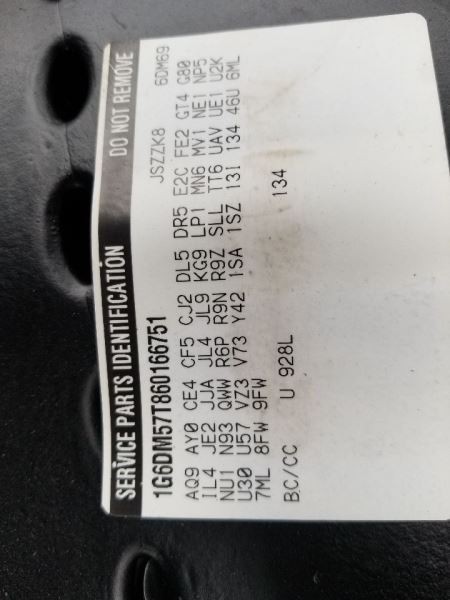 SERVICE PARTS IDENTIFICATION DO NOT REMOVE
1G6DM57T860166751 JSZZK8 6DM69
AQ9 AY0 CE4 CF5 CJ2 DL5 DR5 E2C FE2 GT4 G80
IL4 JE2 JJA JL4 JL9 KG9 LP1 MN6 MV1 NE1 NP5
NU1 N93 QWW R6P R9N R9Z SLL TT6 UAV UE1 U2K
U30 U57 VZ3 V73 Y42 1SA 1SZ 13I 134 46U 6ML
7ML 8FW 9FW
BC/CC U 928L 134